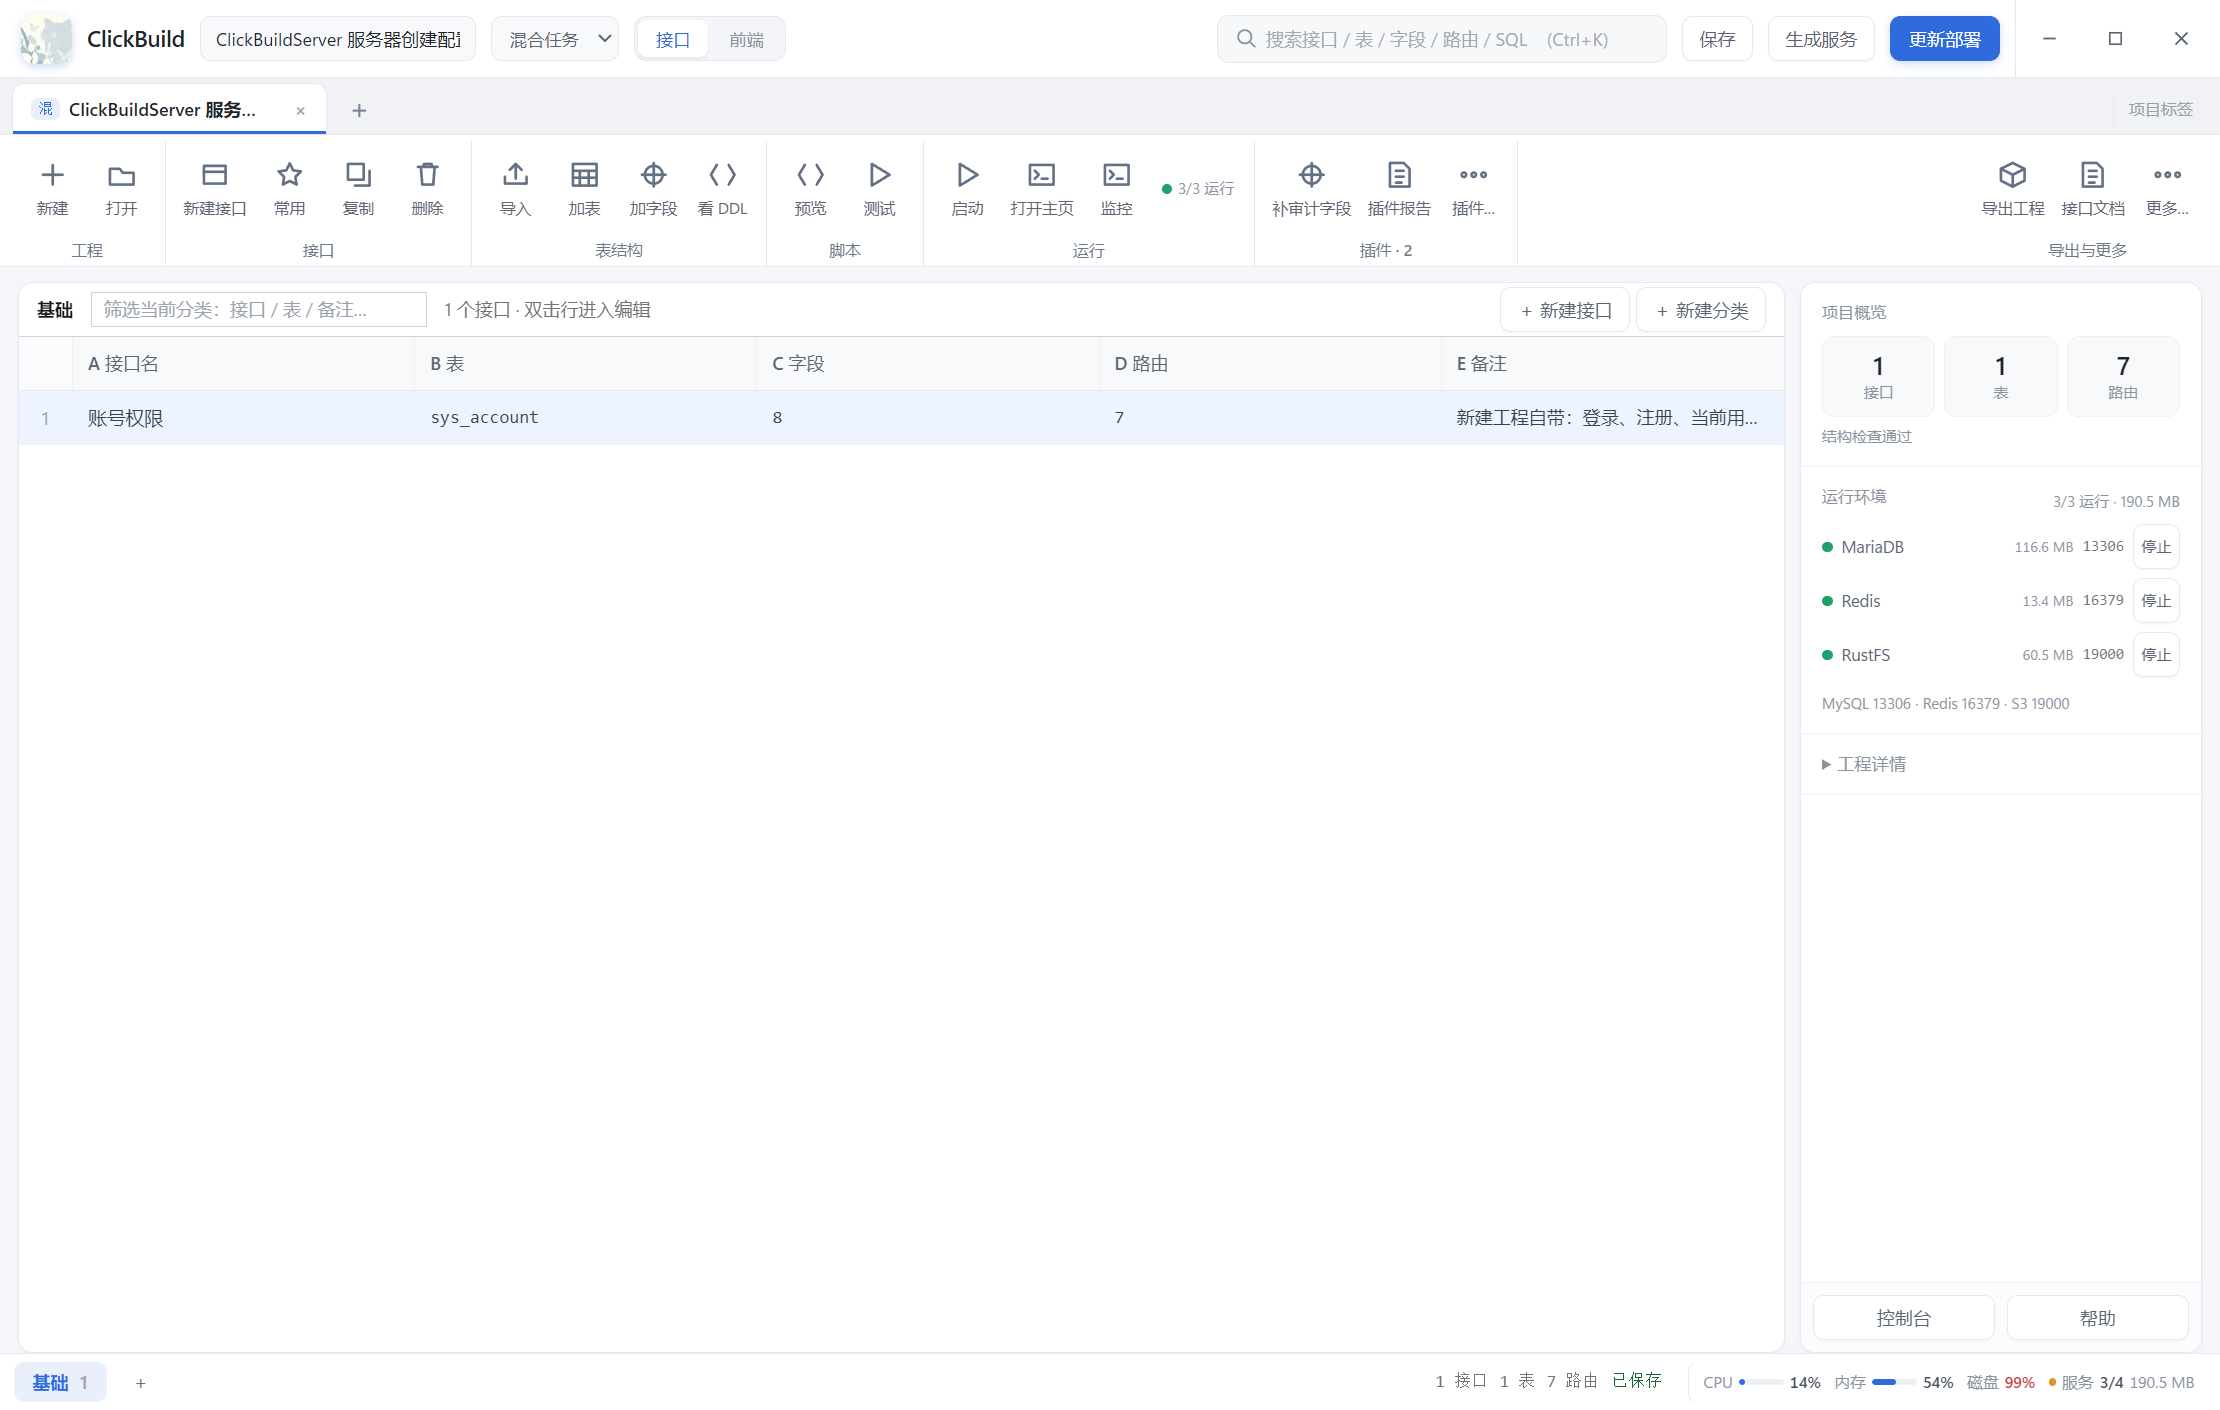 ClickBuild
ClickBuildServer 服务器创建配置
混合任务
接口 前端
搜索接口 / 表 / 字段 / 路由 / SQL (Ctrl+K)
保存
生成服务
更新部署
混 ClickBuildServer 服务... ×
+
项目标签
新建 打开
工程
新建接口 常用 复制 删除
接口
导入 加表 加字段 看 DDL
表结构
预览 测试
脚本
启动 打开主页 监控 3/3 运行
运行
补审计字段 插件报告 插件...
插件 · 2
导出工程 接口文档 更多...
导出与更多
基础 筛选当前分类：接口 / 表 / 备注... 1 个接口 · 双击行进入编辑
+ 新建接口 + 新建分类
A 接口名 B 表 C 字段 D 路由 E 备注
1 账号权限 sys_account 8 7 新建工程自带：登录、注册、当前用...
项目概览
1 接口
1 表
7 路由
结构检查通过
运行环境 3/3 运行 · 190.5 MB
MariaDB 116.6 MB 13306 停止
Redis 13.4 MB 16379 停止
RustFS 60.5 MB 19000 停止
MySQL 13306 · Redis 16379 · S3 19000
▶ 工程详情
控制台 帮助
基础 1 +
1 接口 1 表 7 路由 已保存
CPU 14% 内存 54% 磁盘 99% 服务 3/4 190.5 MB